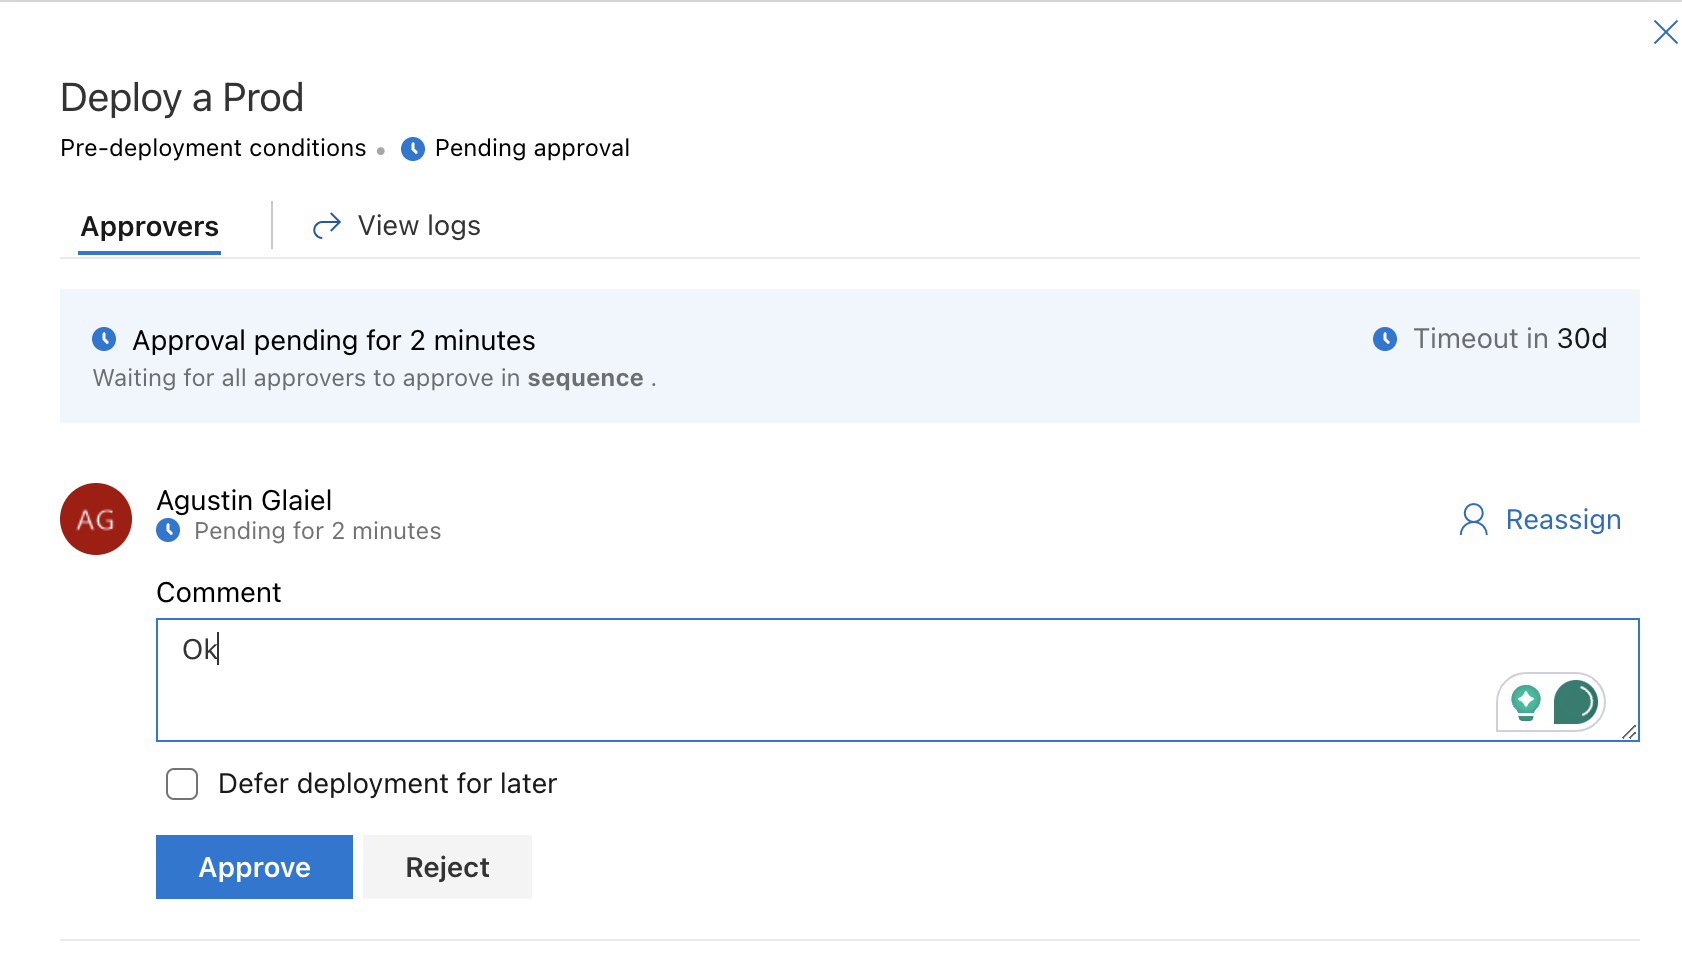 Deploy a Prod
Pre-deployment conditions • Pending approval
Approvers
View logs
Approval pending for 2 minutes
Timeout in 30d
Waiting for all approvers to approve in sequence .
AG
Agustin Glaiel
Pending for 2 minutes
Reassign
Comment
Ok
Defer deployment for later
Approve
Reject